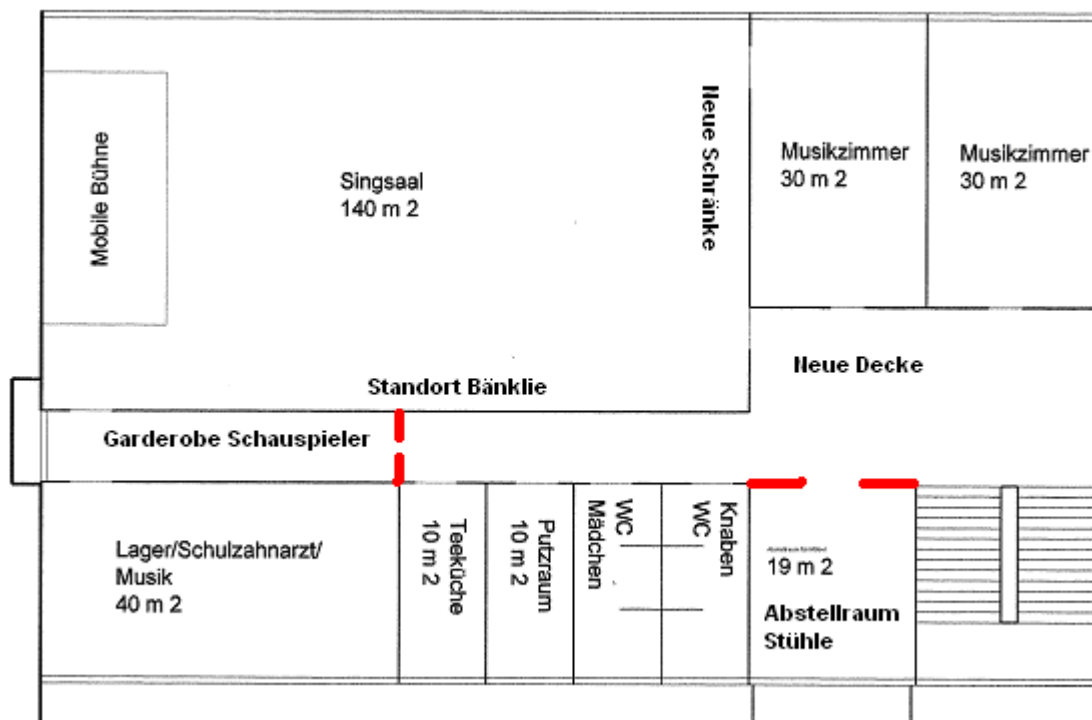 Mobile Bühne
Singsaal
140 m 2
Neue Schränke
Musikzimmer
30 m 2
Musikzimmer
30 m 2
Neue Decke
Standort Bänklie
Garderobe Schauspieler
Lager/Schulzahnarzt/
Musik
40 m 2
Teeküche
10 m 2
Putzraum
10 m 2
WC
Mädchen
Knaben
WC
19 m 2
Abstellraum
Stühle